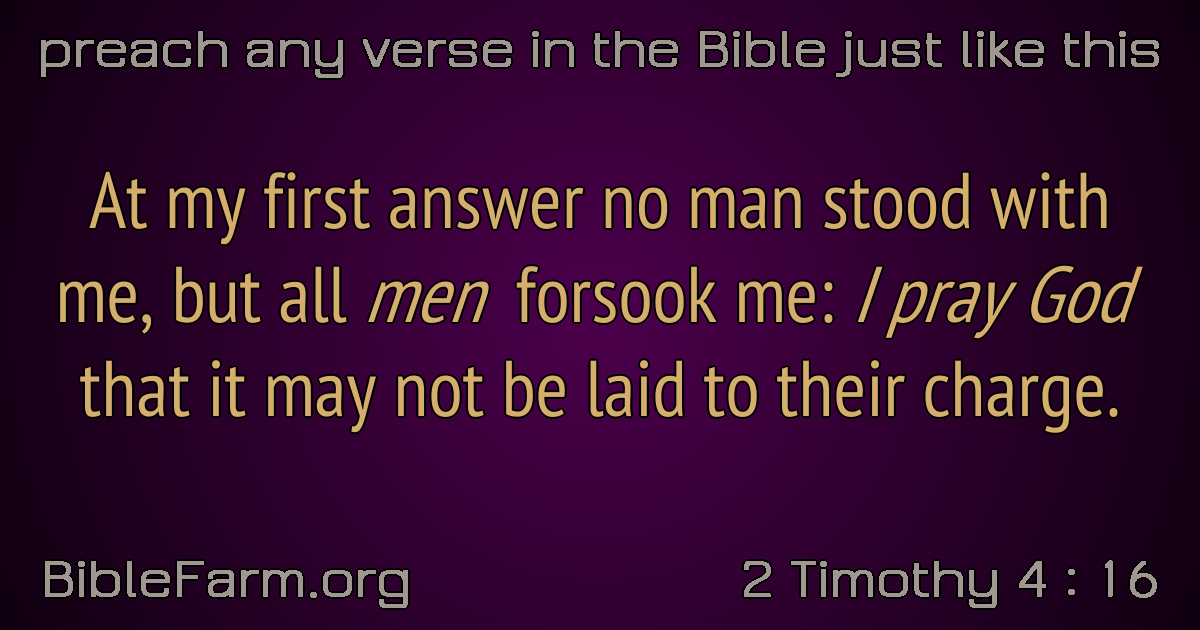 preach any verse in the Bible just like this
At my first answer no man stood with
me, but all men forsook me: I pray God
that it may not be laid to their charge.
BibleFarm.org
2 Timothy 4 : 16